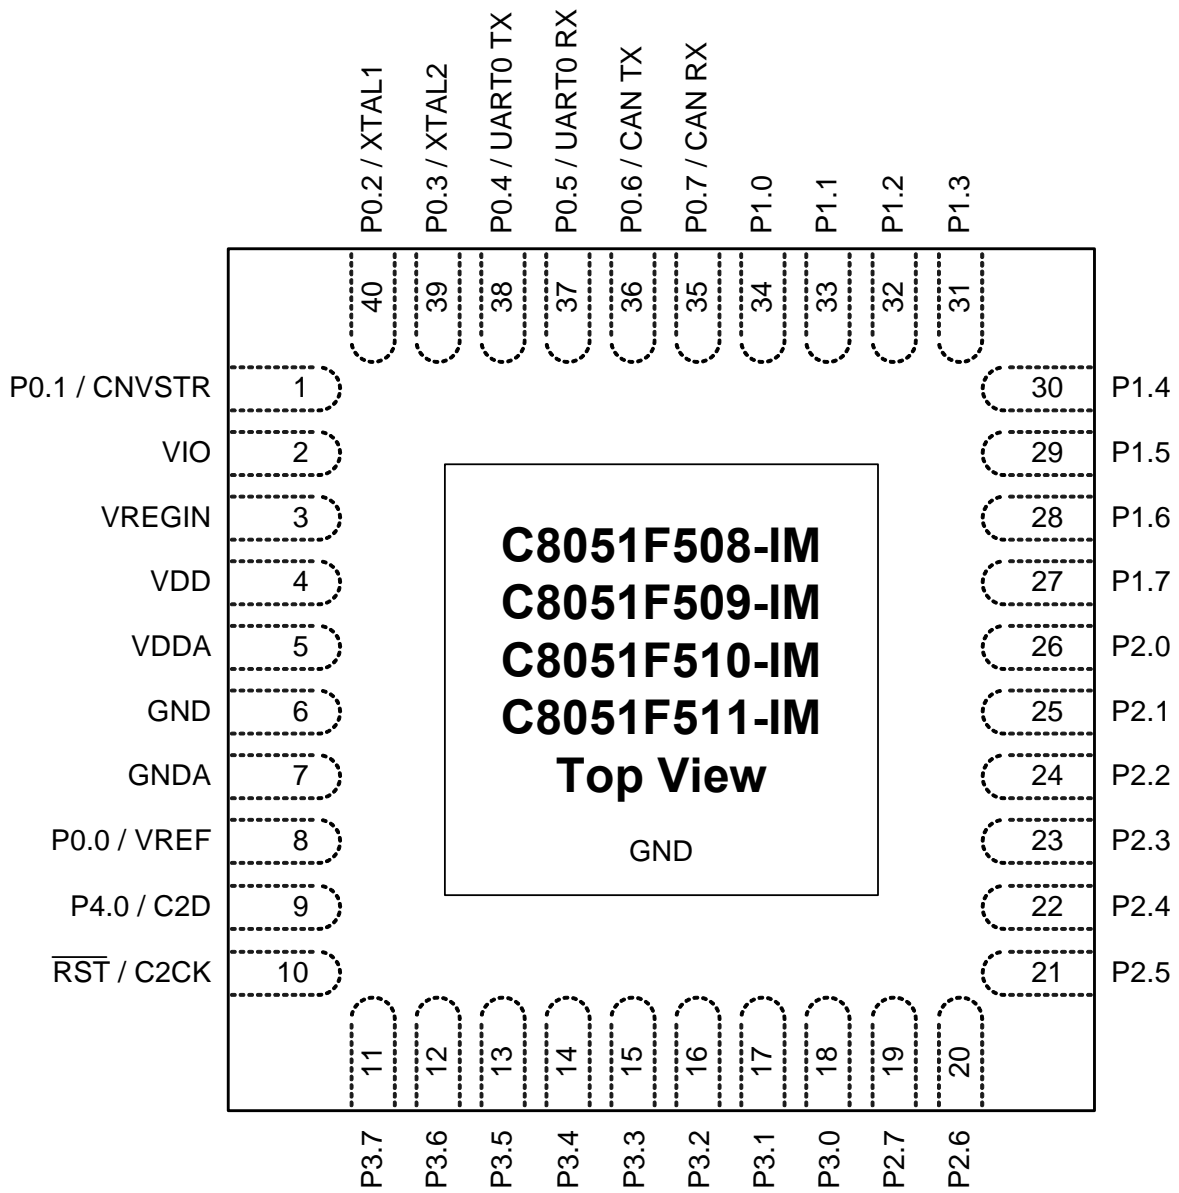 P0.2 / XTAL1
P0.3 / XTAL2
P0.4 / UART0 TX
P0.5 / UART0 RX
P0.6 / CAN TX
P0.7 / CAN RX
P1.0
P1.1
P1.2
P1.3
40
39
38
37
36
35
34
33
32
31
P0.1 / CNVSTR 1
VIO 2
VREGIN 3
VDD 4
VDDA 5
GND 6
GNDA 7
P0.0 / VREF 8
P4.0 / C2D 9
RST / C2CK 10
C8051F508-IM
C8051F509-IM
C8051F510-IM
C8051F511-IM
Top View
GND
30 P1.4
29 P1.5
28 P1.6
27 P1.7
26 P2.0
25 P2.1
24 P2.2
23 P2.3
22 P2.4
21 P2.5
11
12
13
14
15
16
17
18
19
20
P3.7
P3.6
P3.5
P3.4
P3.3
P3.2
P3.1
P3.0
P2.7
P2.6